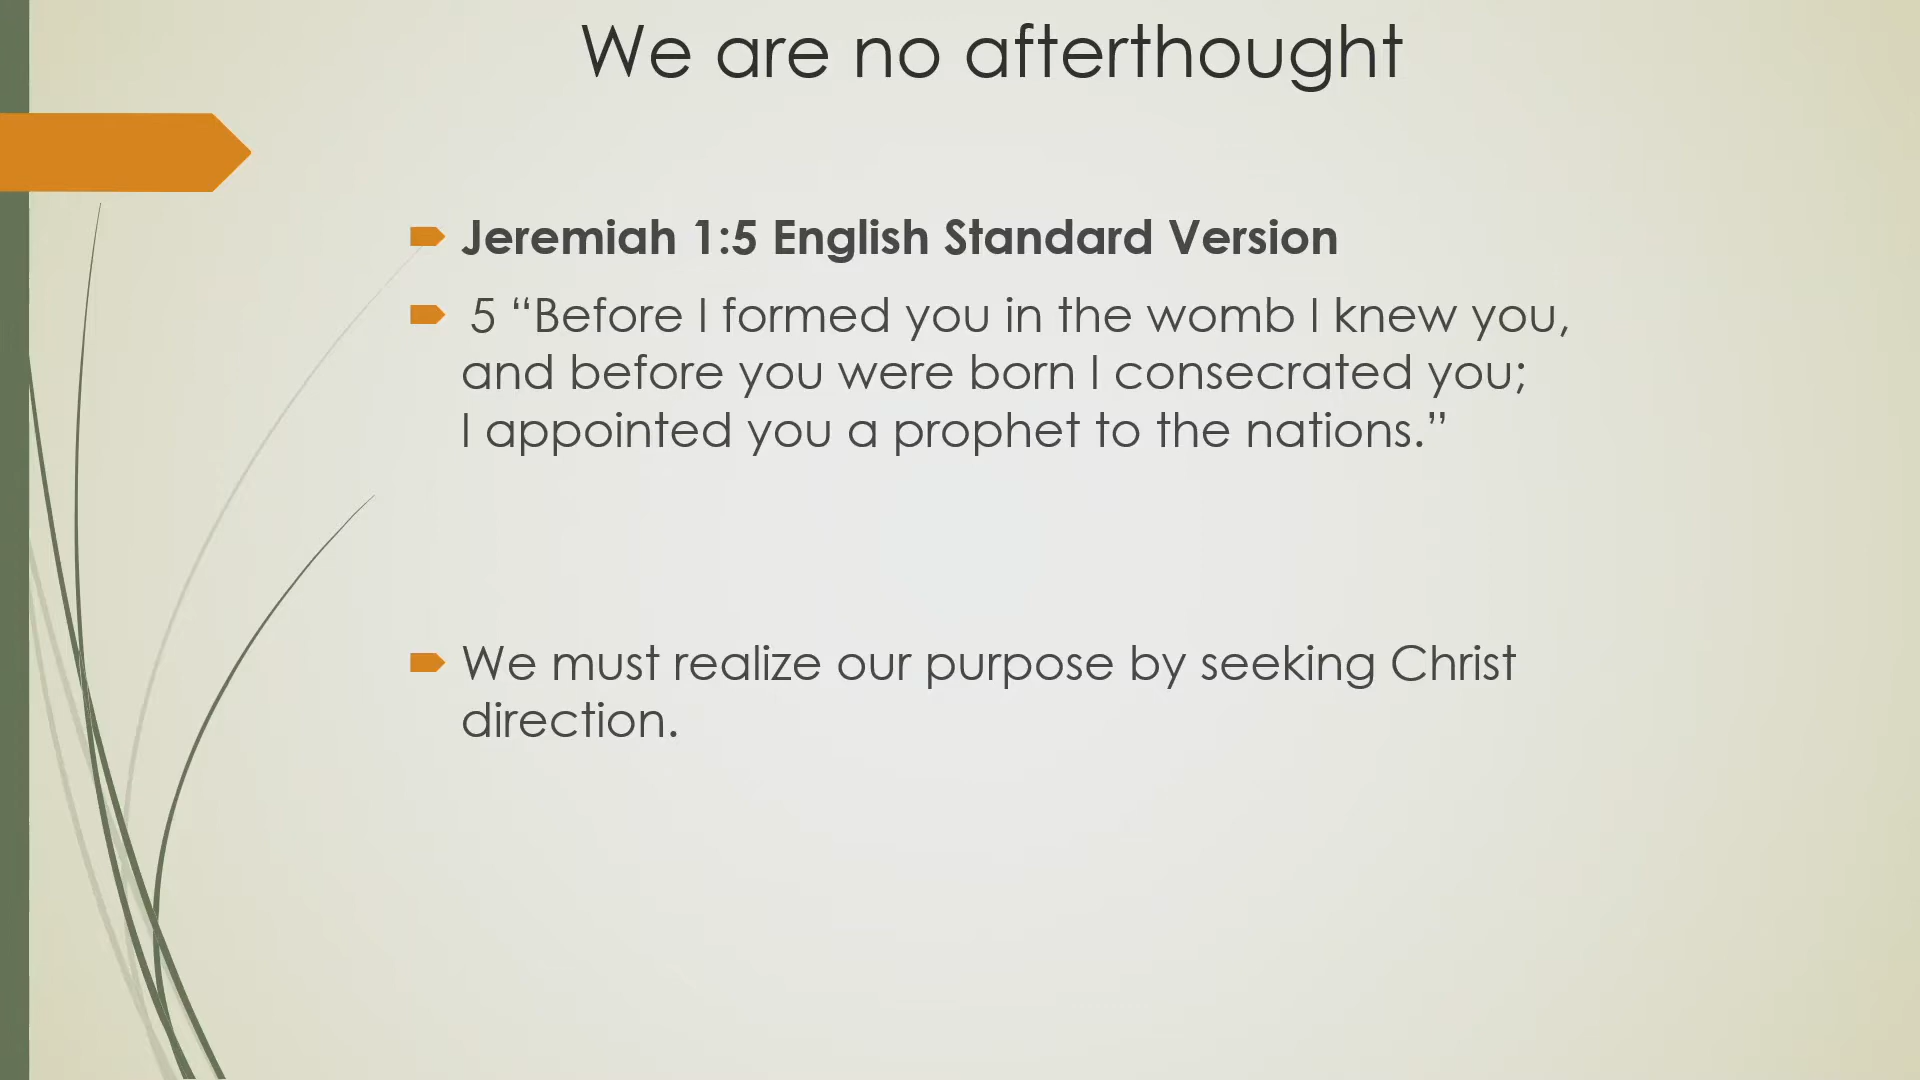 We are no afterthought
Jeremiah 1:5 English Standard Version
5 “Before I formed you in the womb I knew you,
and before you were born I consecrated you;
I appointed you a prophet to the nations.”
We must realize our purpose by seeking Christ
direction.